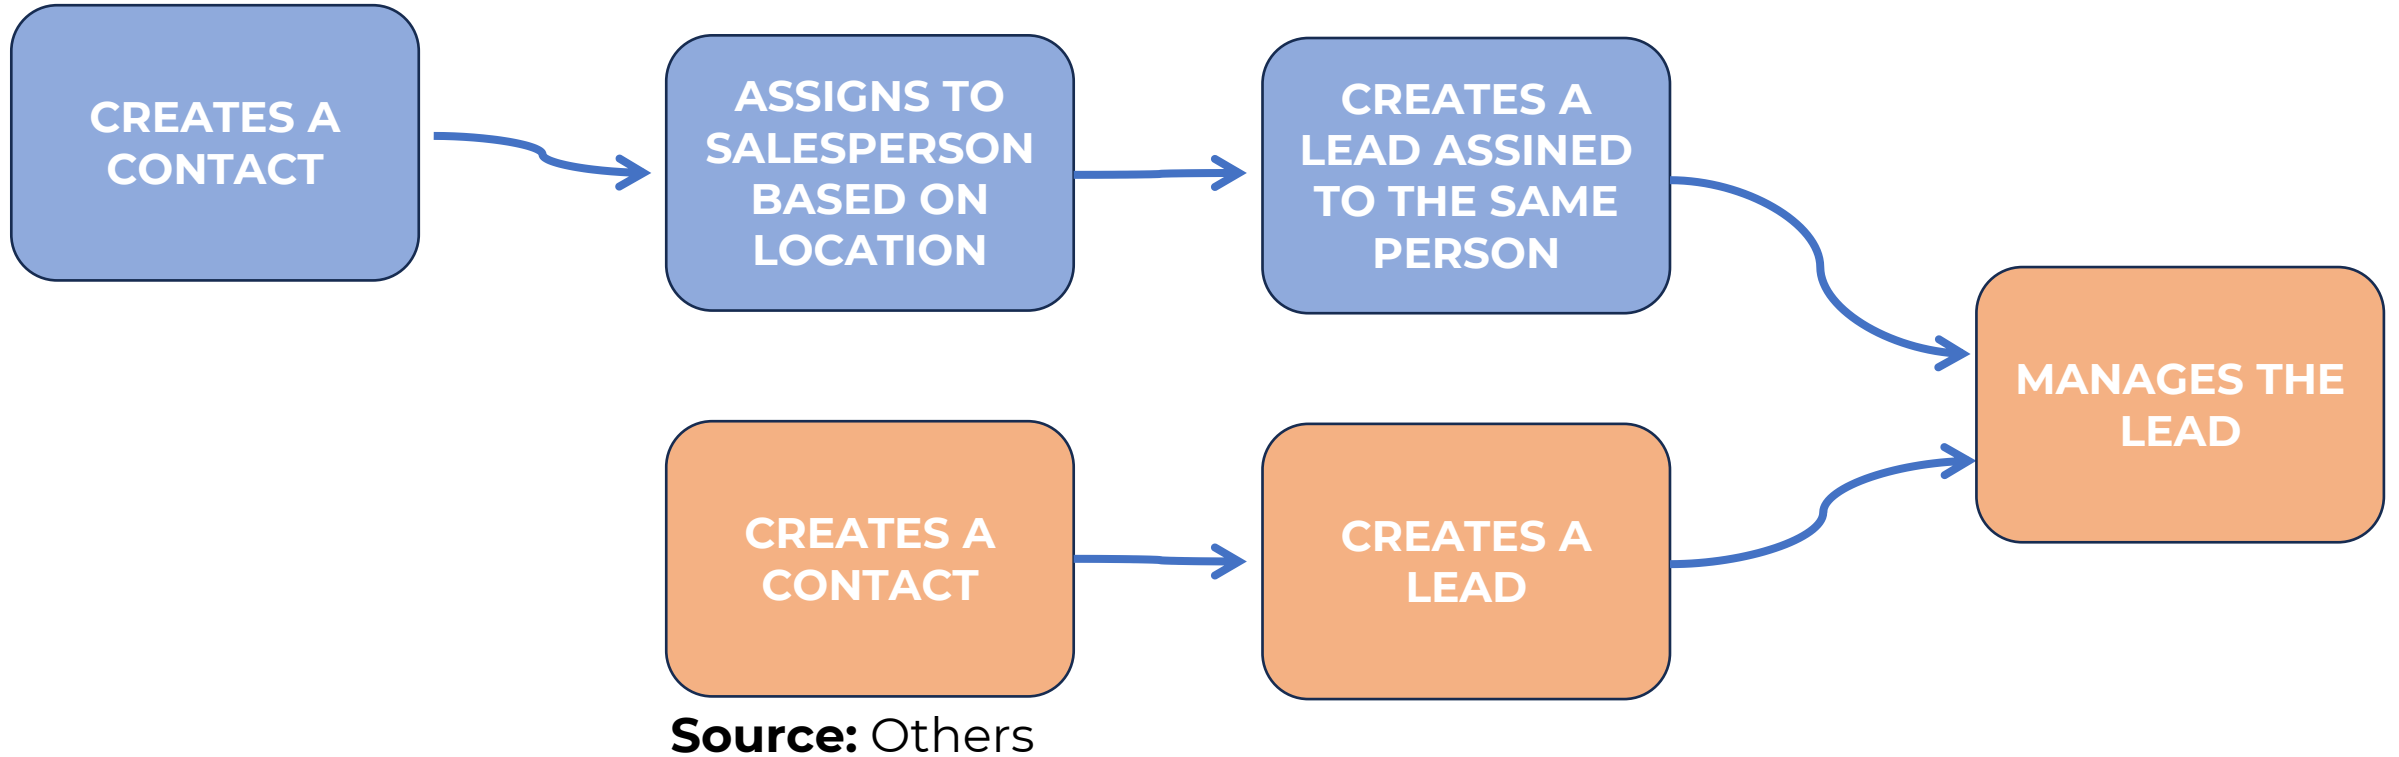 CREATES A
CONTACT
ASSIGNS TO
SALESPERSON
BASED ON
LOCATION
CREATES A
LEAD ASSINED
TO THE SAME
PERSON
MANAGES THE
LEAD
CREATES A
CONTACT
CREATES A
LEAD
Source: Others